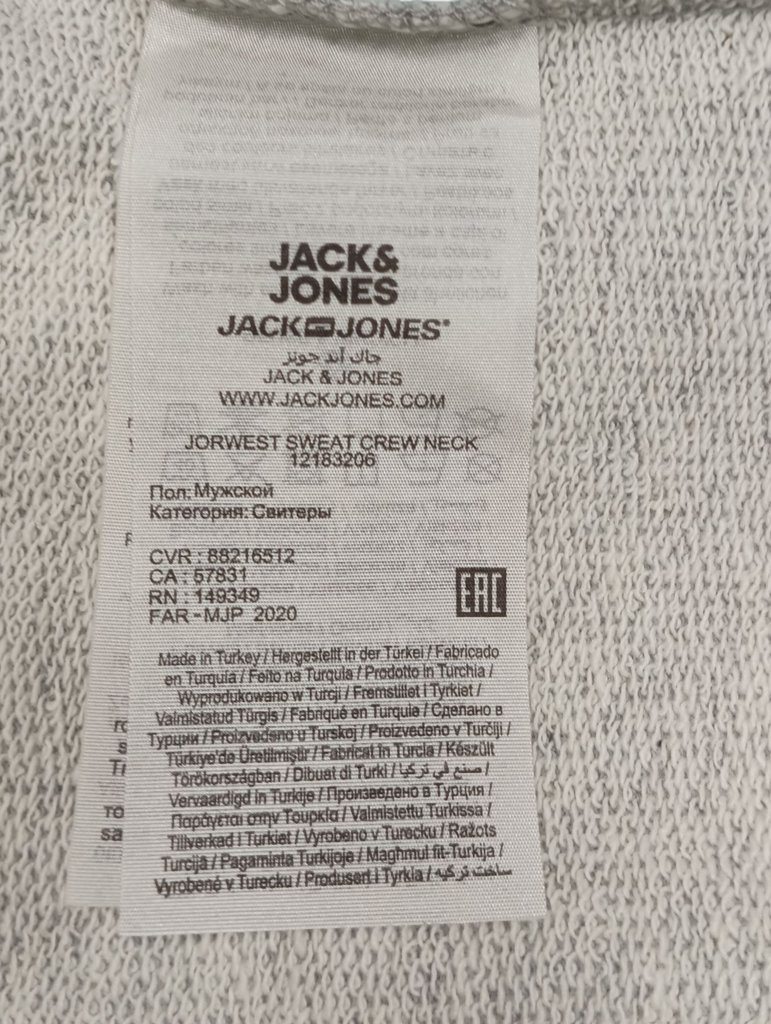 JACK&
JONES
JACK JONES®
جاك آند جونز
JACK & JONES
WWW.JACKJONES.COM
JORWEST SWEAT CREW NECK
12183206
Пол: Мужской
Категория: Свитеры
CVR : 88216512
CA : 57831
RN : 149349
FAR - MJP 2020
EAC
Made in Turkey / Hergestellt in der Türkei / Fabricado
en Turquía / Feito na Turquia / Prodotto in Turchia /
Wyprodukowano w Turcji / Fremstillet i Tyrkiet /
Valmistatud Türgis / Fabriqué en Turquie / Сделано в
Турции / Proizvedeno u Turskoj / Proizvedeno v Turčiji /
Türkiye'de Üretilmiştir / Fabricat în Turcia / Készült
Törökországban / Dibuat di Turki / صنع في تركيا /
Vervaardigd in Turkije / Произведено в Турция /
Παράγεται στην Τουρκία / Valmistettu Turkissa /
Tillverkad i Turkiet / Vyrobeno v Turecku / Ražots
Turcijā / Pagaminta Turkijoje / Magħmul fit-Turkija /
Vyrobené v Turecku / Produsert i Tyrkia / ساخت ترکیه